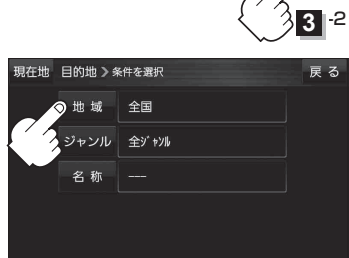 3 -2
現在地 目的地 》条件を選択 戻る
地 域 全国
ジャンル 全ｼﾞｬﾝﾙ
名 称 ---